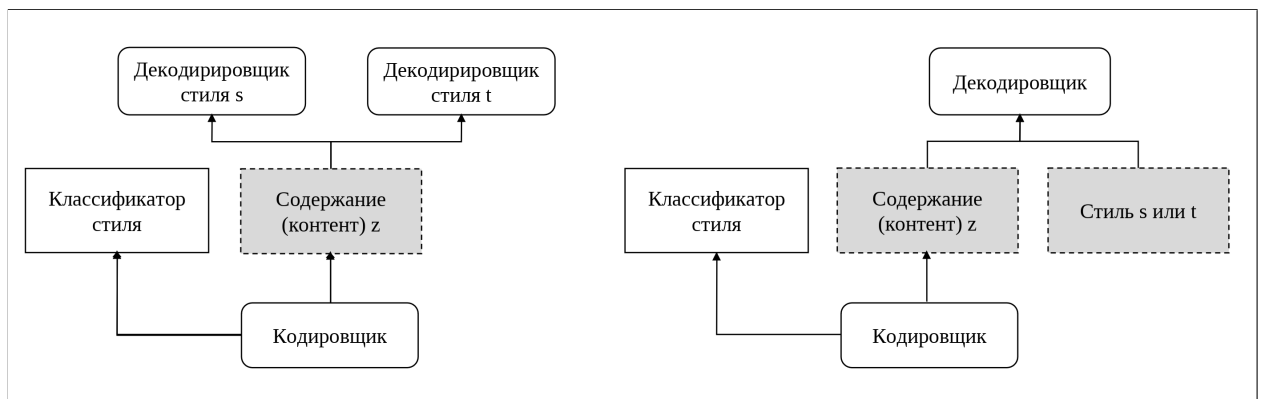 Декодирировщик
стиля s
Декодирировщик
стиля t
Классификатор
стиля
Содержание
(контент) z
Кодировщик
Декодировщик
Классификатор
стиля
Содержание
(контент) z
Стиль s или t
Кодировщик